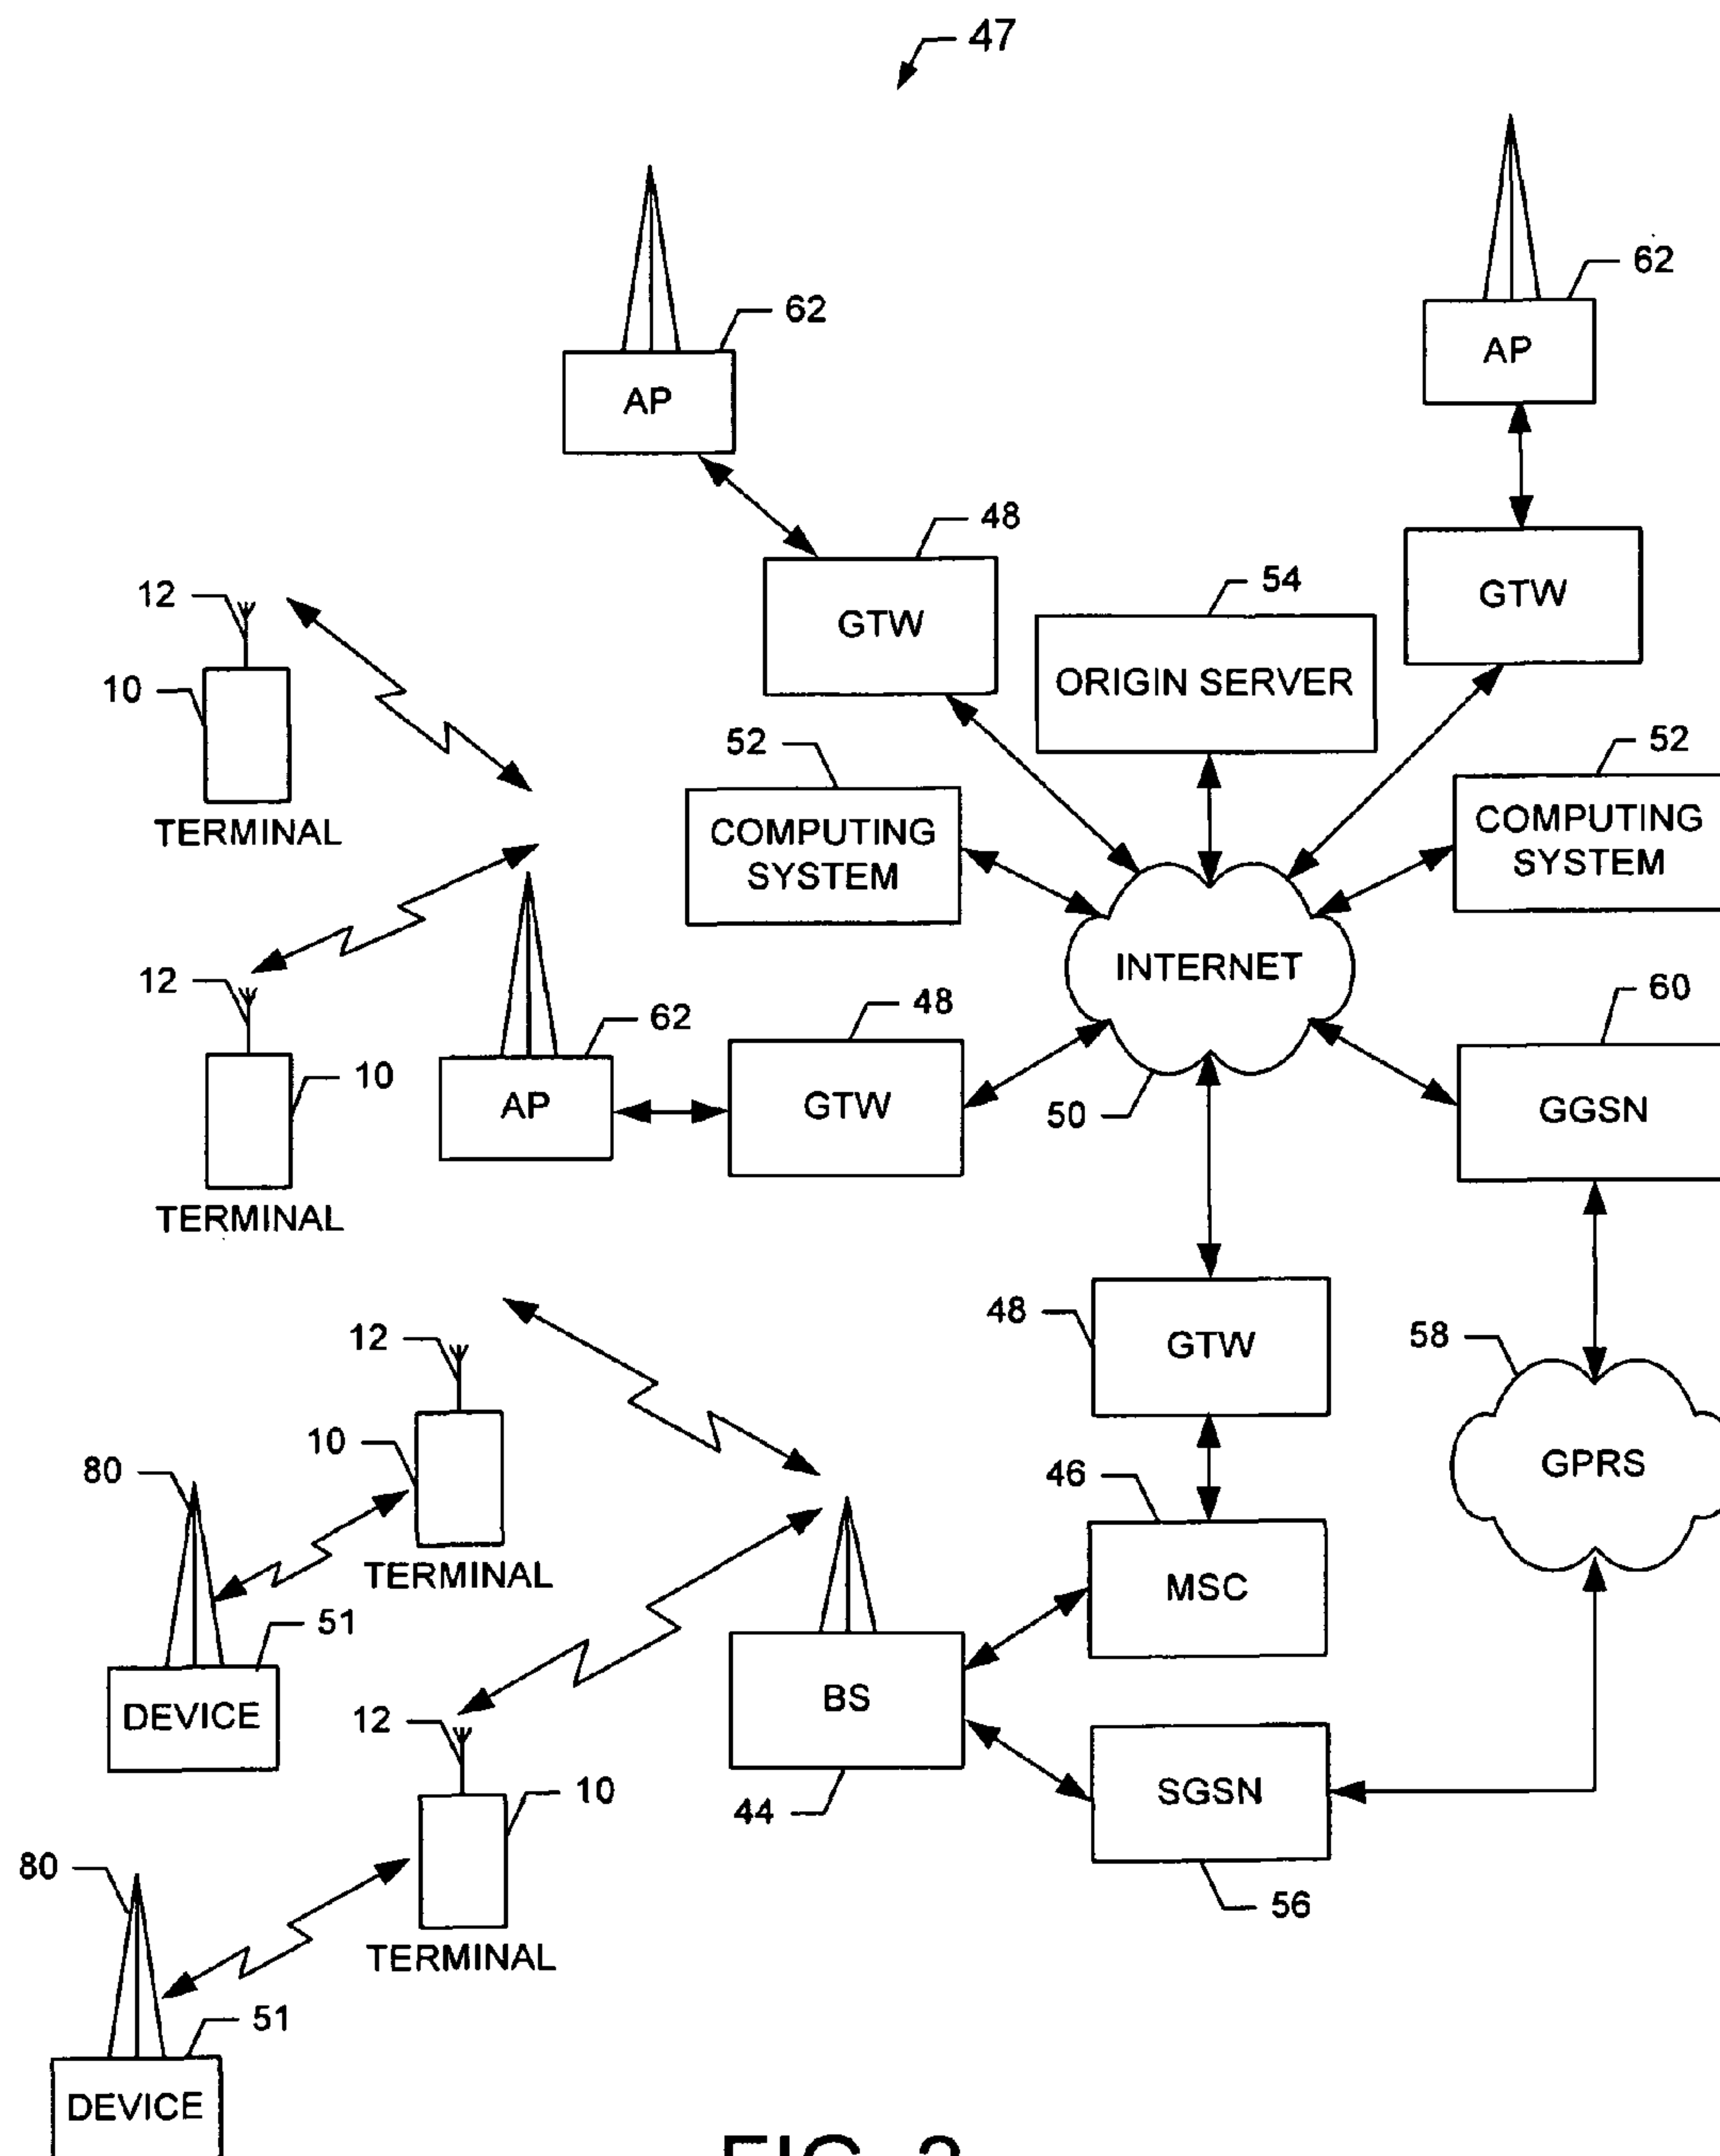 47
62
AP
62
AP
48
GTW
GTW
54
ORIGIN SERVER
12
10
TERMINAL
52
COMPUTING
SYSTEM
52
COMPUTING
SYSTEM
INTERNET
50
12
10
TERMINAL
62
AP
48
GTW
60
GGSN
48
GTW
58
GPRS
12
10
TERMINAL
80
51
DEVICE
46
MSC
BS
44
SGSN
56
12
10
TERMINAL
80
51
DEVICE